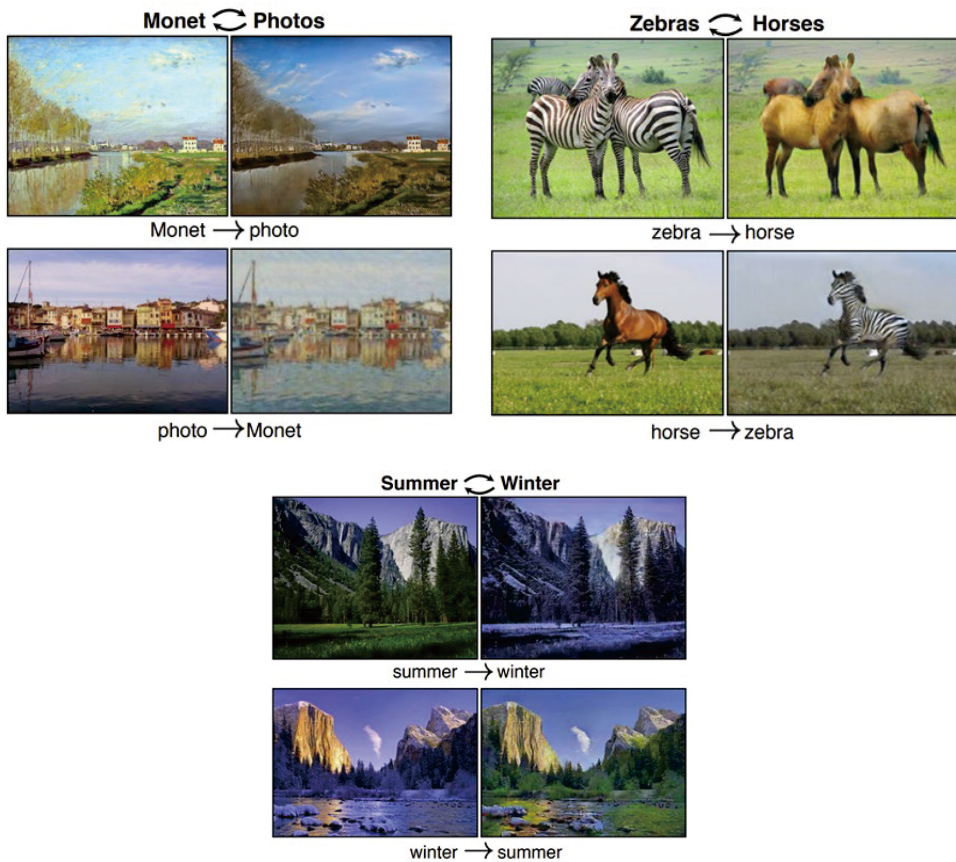 Monet ⇄ Photos
Monet → photo
photo → Monet
Zebras ⇄ Horses
zebra → horse
horse → zebra
Summer ⇄ Winter
summer → winter
winter → summer